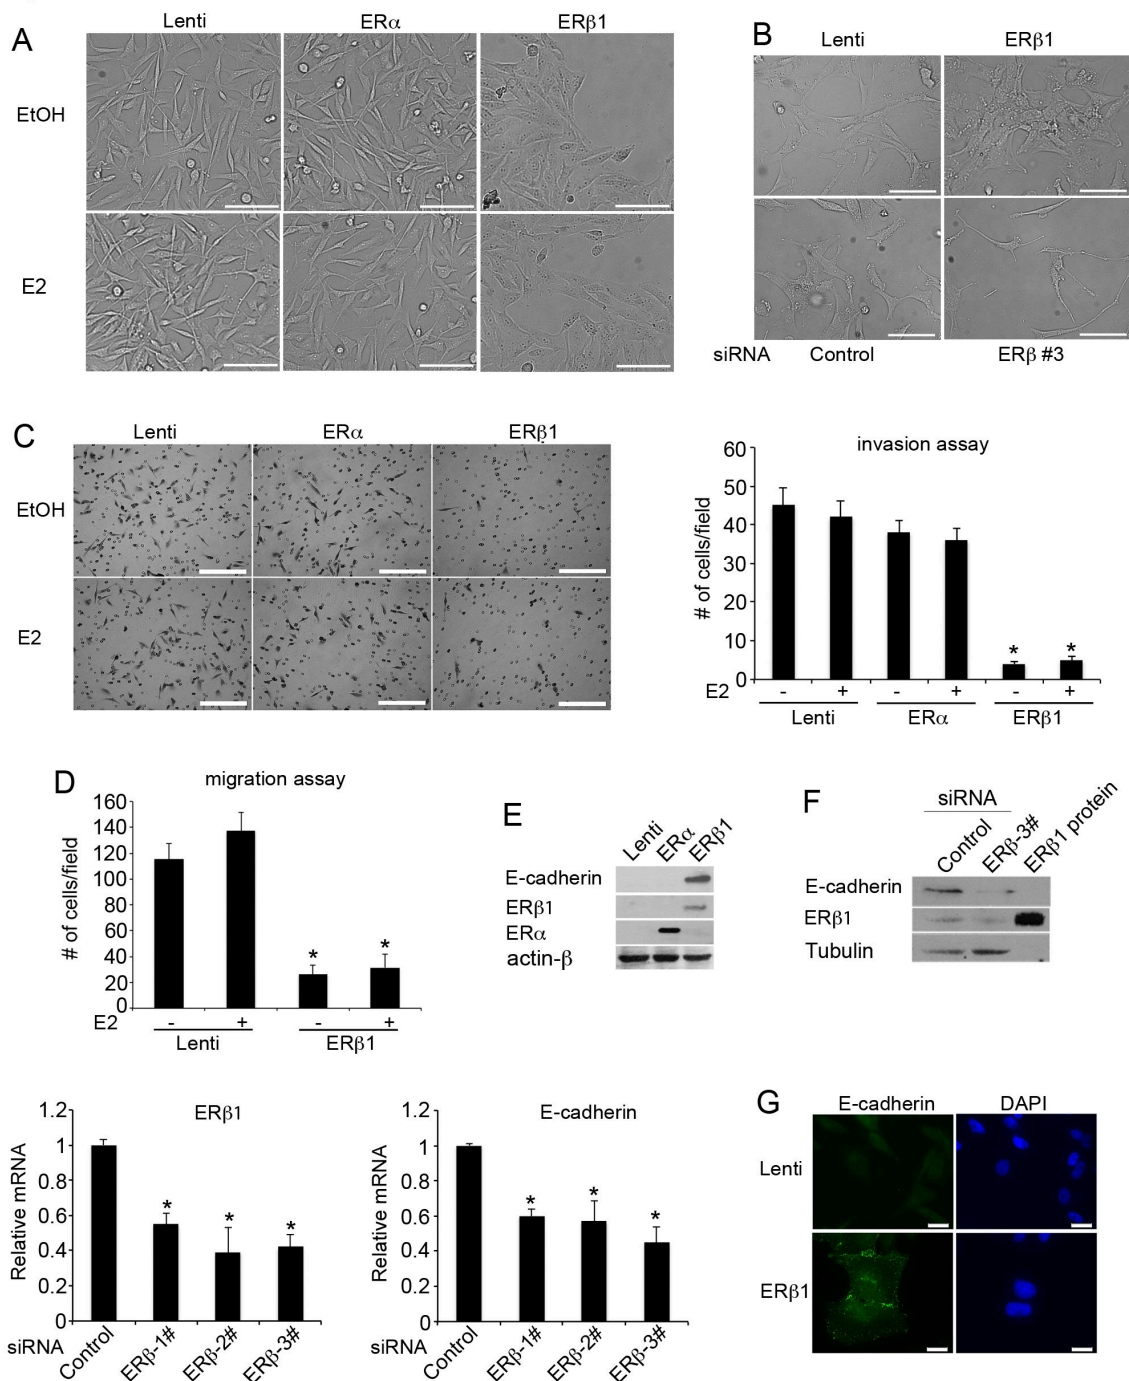 A
Lenti
ERα
ERβ1
EtOH
E2
B
Lenti
ERβ1
siRNA
Control
ERβ #3
C
Lenti
ERα
ERβ1
EtOH
E2
invasion assay
# of cells/field
60
50
40
30
20
10
0
E2 - + - + - +
Lenti ERα ERβ1
* *
D
migration assay
# of cells/field
160
140
120
100
80
60
40
20
0
* *
E2 - + - +
Lenti ERβ1
E
Lenti ERα ERβ1
E-cadherin
ERβ1
ERα
actin-β
F
siRNA
Control ERβ-3# ERβ1 protein
E-cadherin
ERβ1
Tubulin
ERβ1
Relative mRNA
1.2
1
0.8
0.6
0.4
0.2
0
* * *
siRNA Control ERβ-1# ERβ-2# ERβ-3#
E-cadherin
Relative mRNA
1.2
1
0.8
0.6
0.4
0.2
0
* * *
siRNA Control ERβ-1# ERβ-2# ERβ-3#
G
E-cadherin DAPI
Lenti
ERβ1